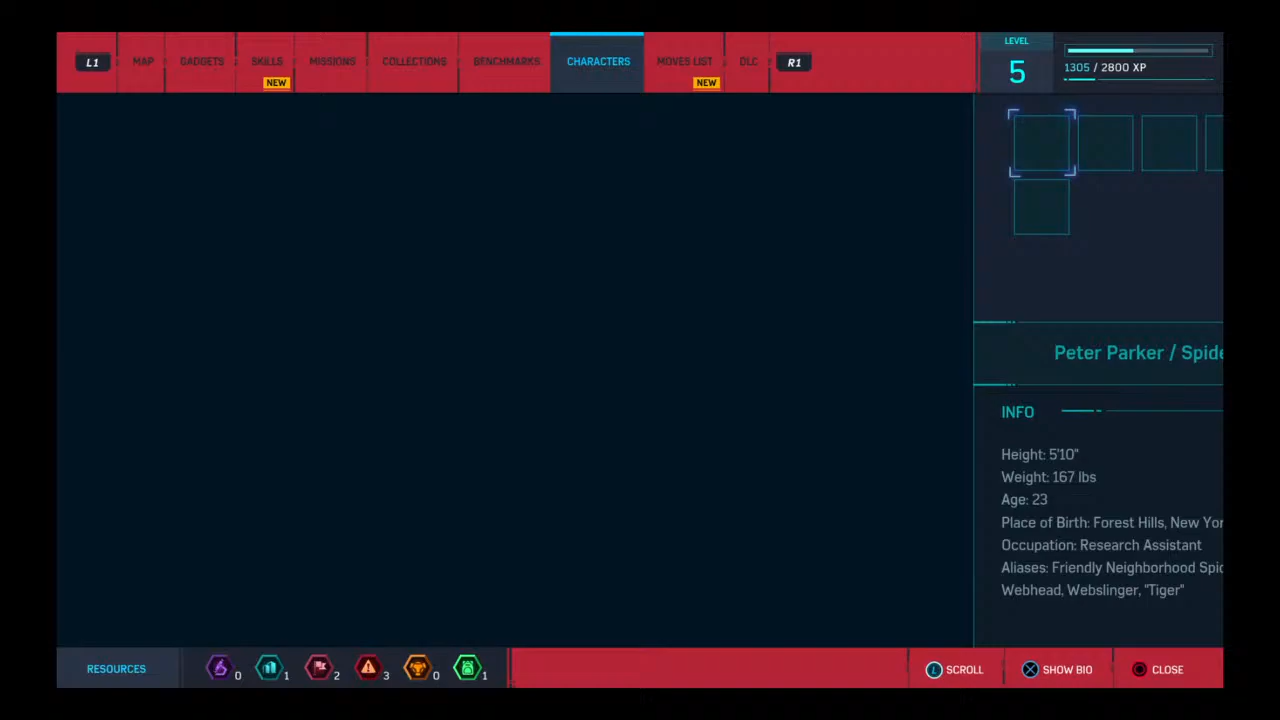 L1 MAP GADGETS SKILLS MISSIONS COLLECTIONS BENCHMARKS CHARACTERS MOVES LIST DLC R1
NEW NEW
LEVEL
5
1305 / 2800 XP
Peter Parker / Spide
INFO
Height: 5'10"
Weight: 167 lbs
Age: 23
Place of Birth: Forest Hills, New Yor
Occupation: Research Assistant
Aliases: Friendly Neighborhood Spid
Webhead, Webslinger, "Tiger"
RESOURCES 0 1 2 3 0 1 L SCROLL SHOW BIO CLOSE